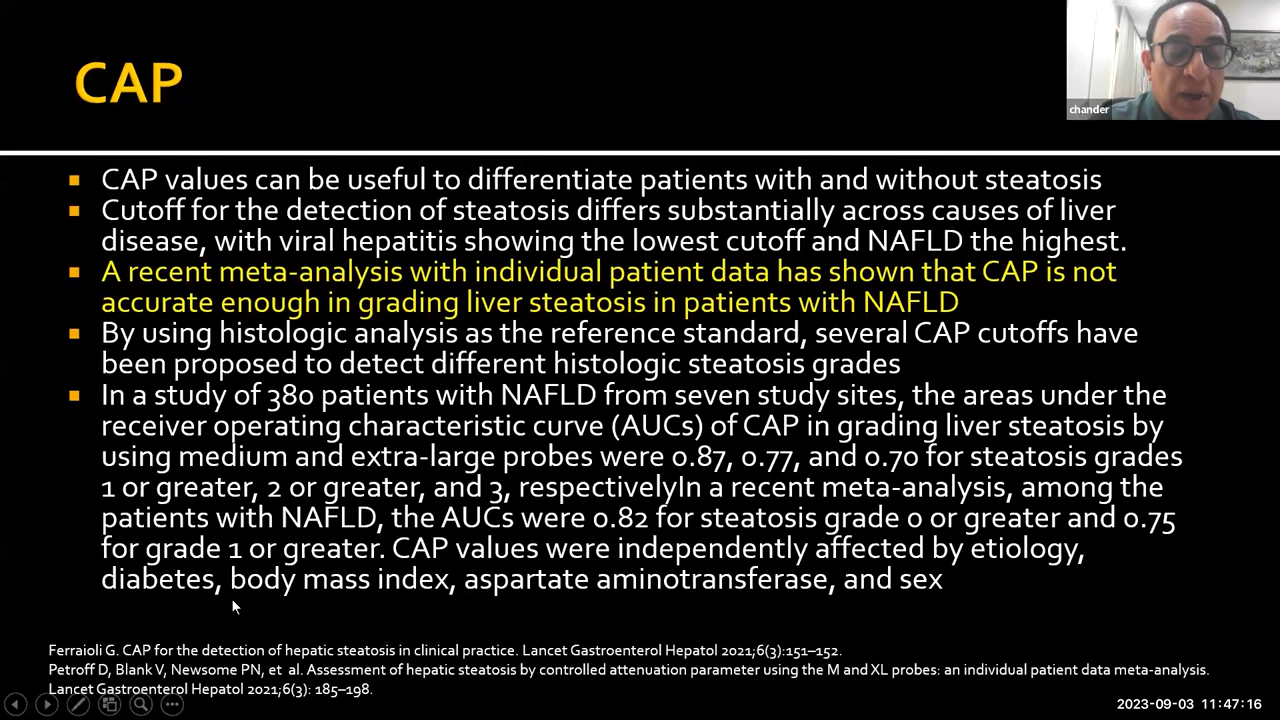 CAP
chander
CAP values can be useful to differentiate patients with and without steatosis
Cutoff for the detection of steatosis differs substantially across causes of liver
disease, with viral hepatitis showing the lowest cutoff and NAFLD the highest.
A recent meta-analysis with individual patient data has shown that CAP is not
accurate enough in grading liver steatosis in patients with NAFLD
By using histologic analysis as the reference standard, several CAP cutoffs have
been proposed to detect different histologic steatosis grades
In a study of 380 patients with NAFLD from seven study sites, the areas under the
receiver operating characteristic curve (AUCs) of CAP in grading liver steatosis by
using medium and extra-large probes were 0.87, 0.77, and 0.70 for steatosis grades
1 or greater, 2 or greater, and 3, respectivelyIn a recent meta-analysis, among the
patients with NAFLD, the AUCs were 0.82 for steatosis grade 0 or greater and 0.75
for grade 1 or greater. CAP values were independently affected by etiology,
diabetes, body mass index, aspartate aminotransferase, and sex
Ferraioli G. CAP for the detection of hepatic steatosis in clinical practice. Lancet Gastroenterol Hepatol 2021;6(3):151–152.
Petroff D, Blank V, Newsome PN, et al. Assessment of hepatic steatosis by controlled attenuation parameter using the M and XL probes: an individual patient data meta-analysis.
Lancet Gastroenterol Hepatol 2021;6(3): 185–198.
2023-09-03 11:47:16